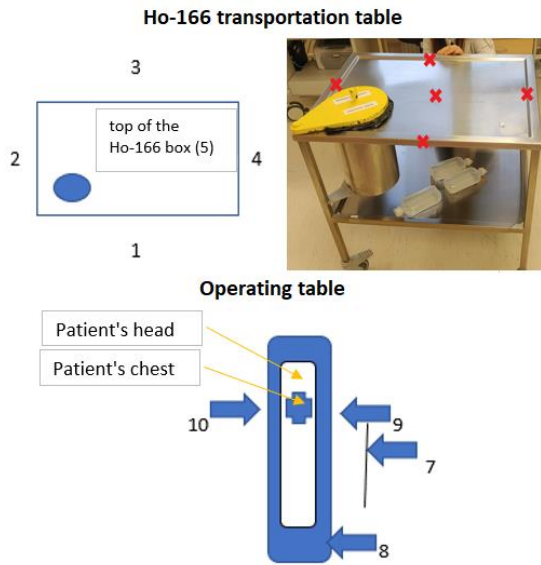 Ho-166 transportation table
3
top of the
Ho-166 box (5)
2
4
1
Operating table
Patient's head
Patient's chest
10
9
7
8